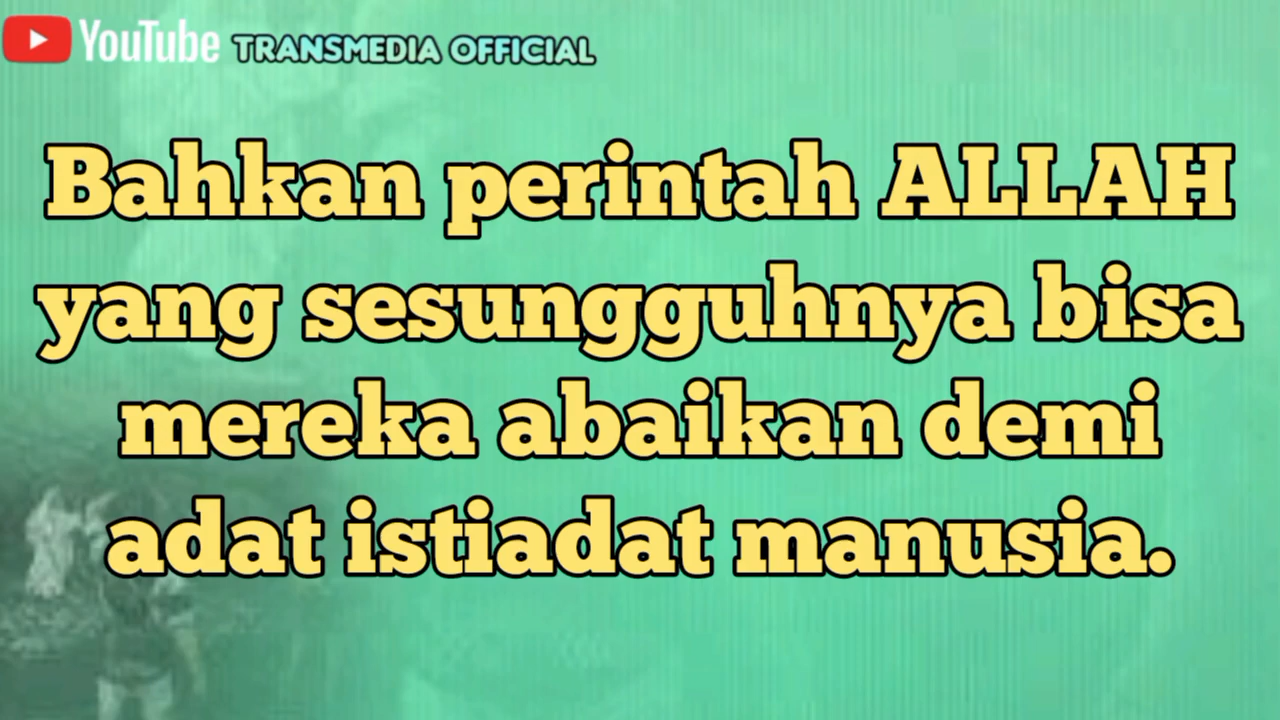 YouTube TRANSMEDIA OFFICIAL
Bahkan perintah ALLAH
yang sesungguhnya bisa
mereka abaikan demi
adat istiadat manusia.